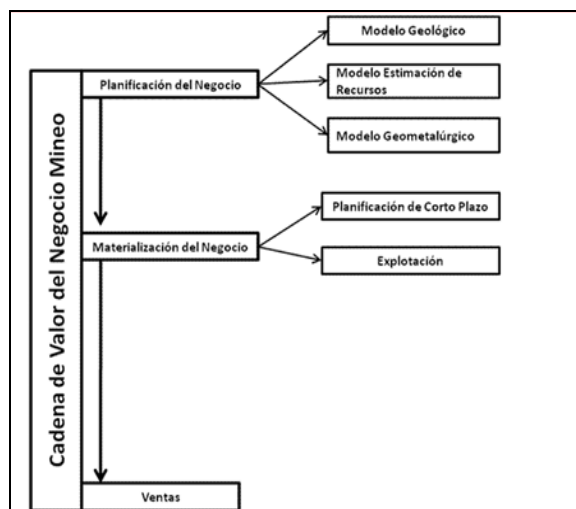 Cadena de Valor del Negocio Mineo
Planificación del Negocio
Modelo Geológico
Modelo Estimación de
Recursos
Modelo Geometalúrgico
Materialización del Negocio
Planificación de Corto Plazo
Explotación
Ventas